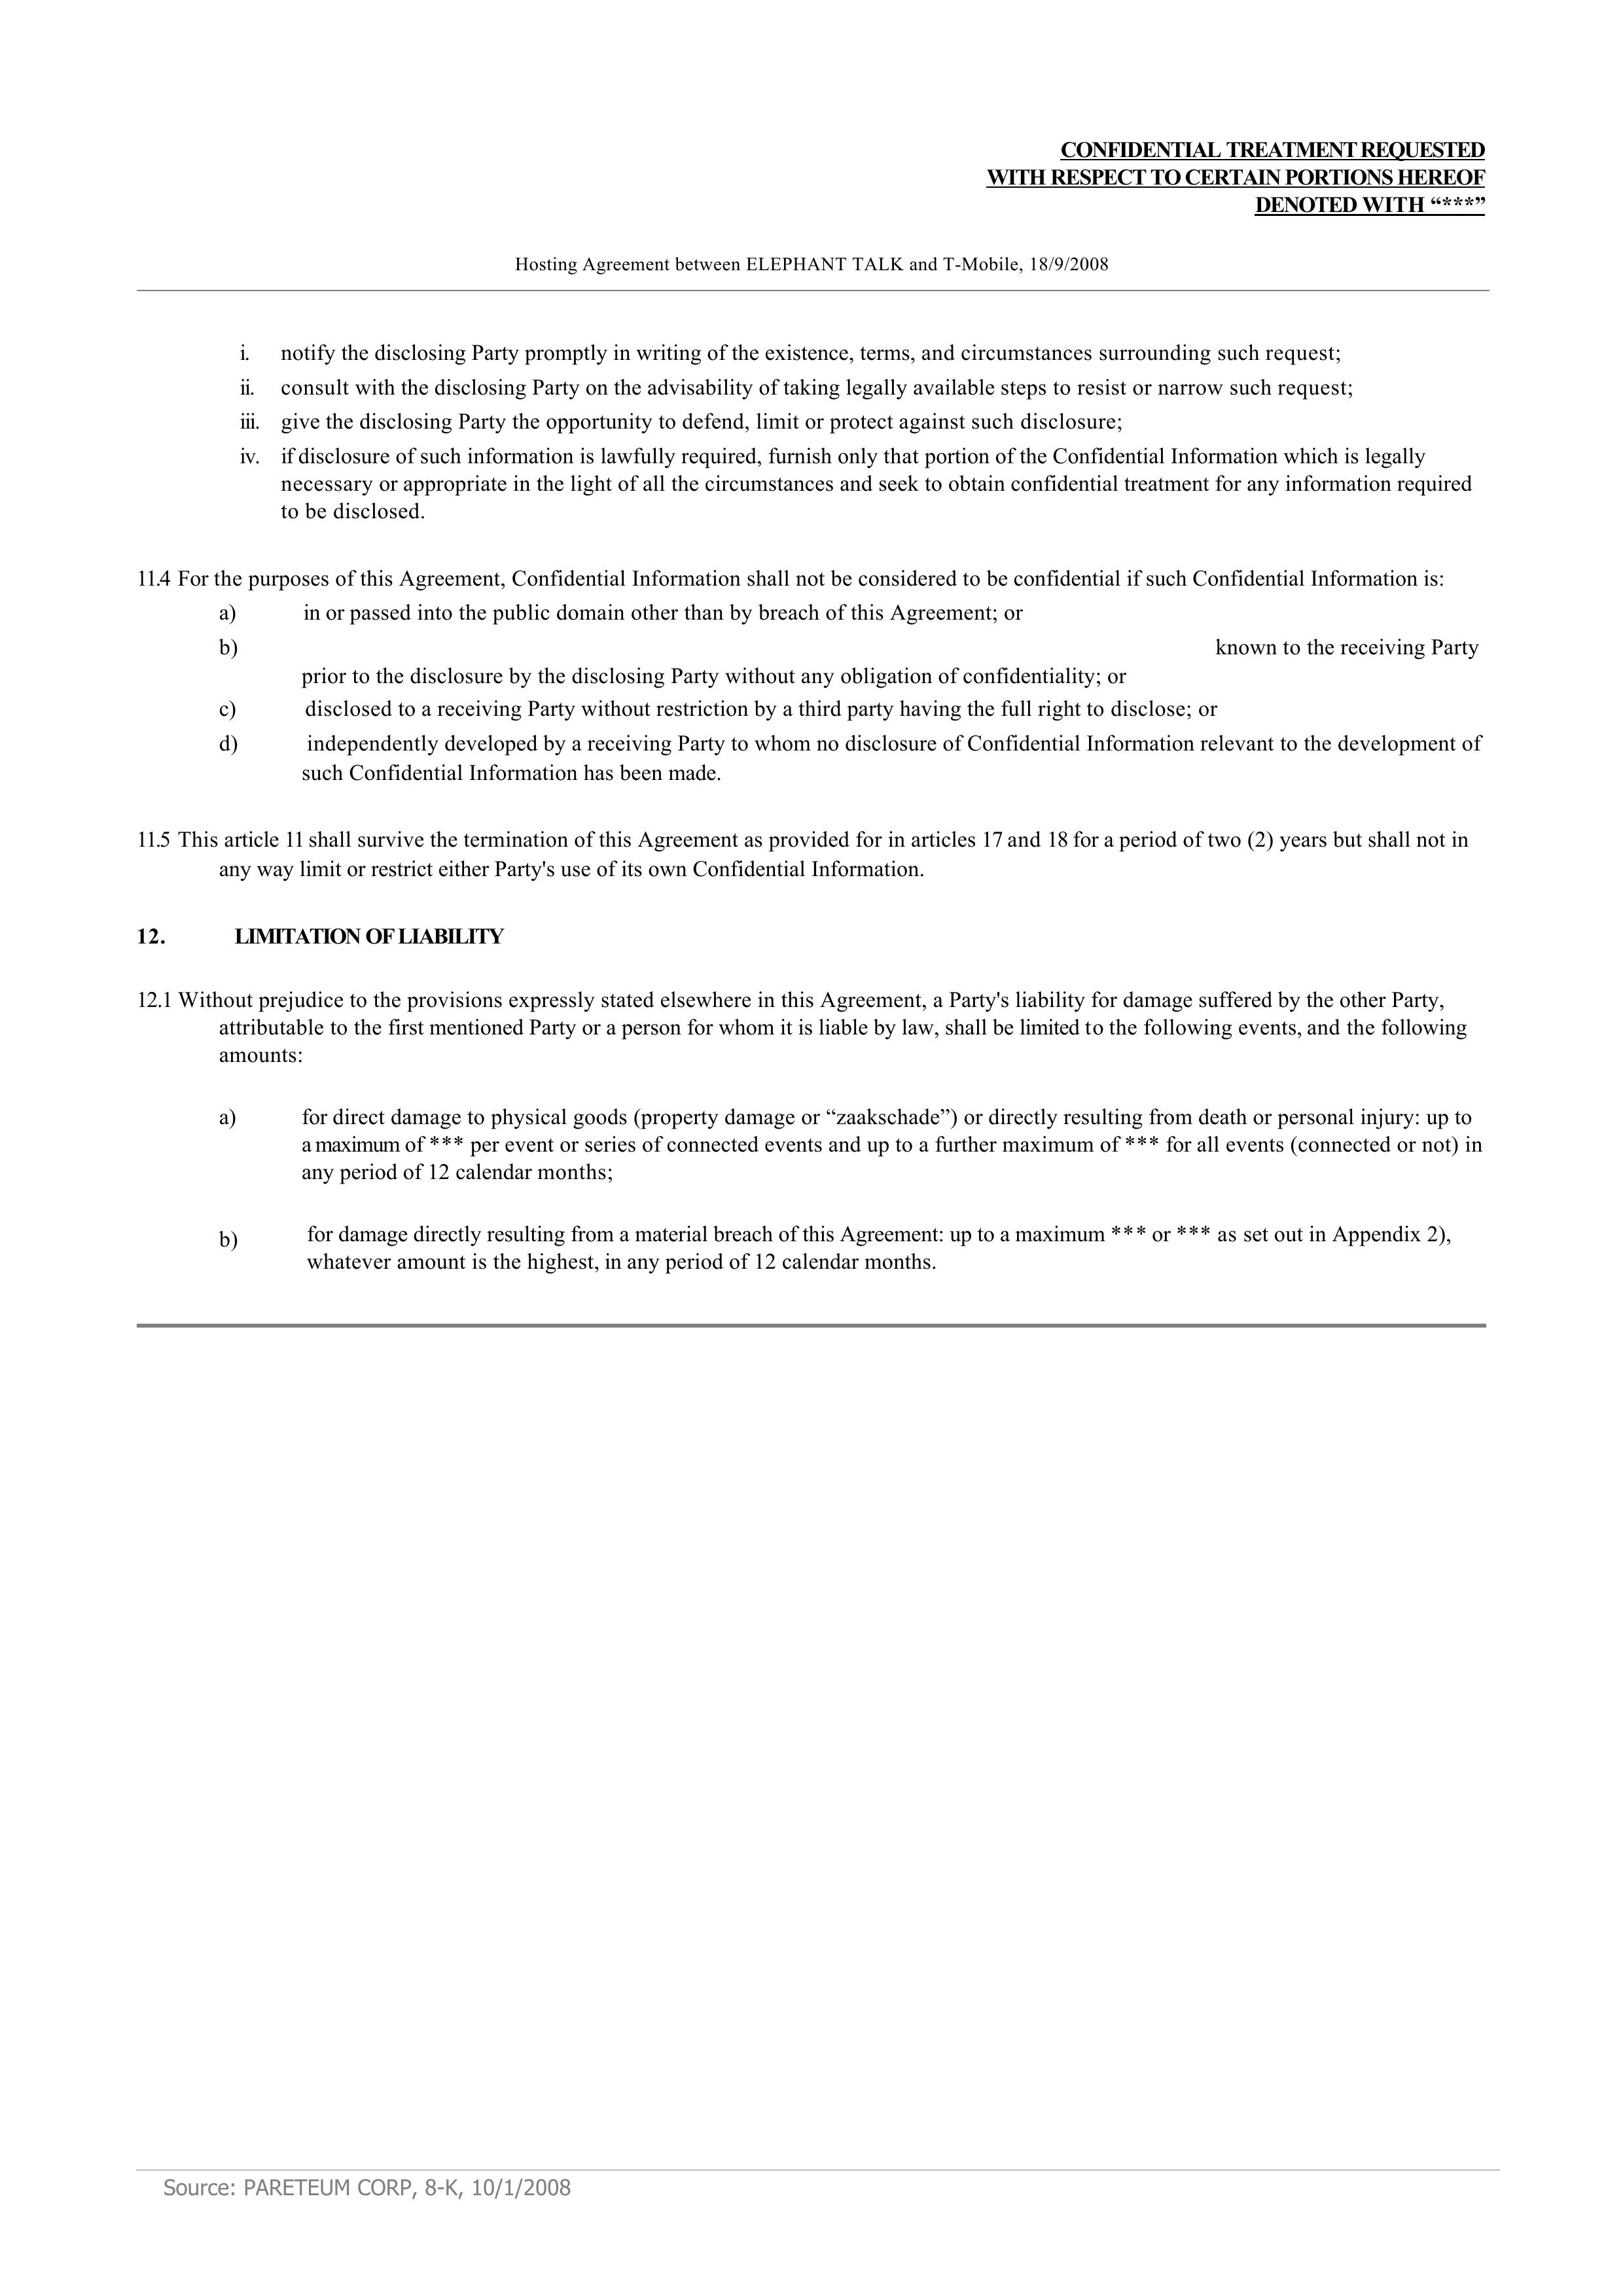 CONFIDENTIAL TREATMENT REQUESTED
WITH RESPECT TO CERTAIN PORTIONS HEREOF
DENOTED WITH “***”
Hosting Agreement between ELEPHANT TALK and T-Mobile, 18/9/2008
i. notify the disclosing Party promptly in writing of the existence, terms, and circumstances surrounding such request;
ii. consult with the disclosing Party on the advisability of taking legally available steps to resist or narrow such request;
iii. give the disclosing Party the opportunity to defend, limit or protect against such disclosure;
iv. if disclosure of such information is lawfully required, furnish only that portion of the Confidential Information which is legally
necessary or appropriate in the light of all the circumstances and seek to obtain confidential treatment for any information required
to be disclosed.
11.4 For the purposes of this Agreement, Confidential Information shall not be considered to be confidential if such Confidential Information is:
a) in or passed into the public domain other than by breach of this Agreement; or
b) known to the receiving Party
prior to the disclosure by the disclosing Party without any obligation of confidentiality; or
c) disclosed to a receiving Party without restriction by a third party having the full right to disclose; or
d) independently developed by a receiving Party to whom no disclosure of Confidential Information relevant to the development of
such Confidential Information has been made.
11.5 This article 11 shall survive the termination of this Agreement as provided for in articles 17 and 18 for a period of two (2) years but shall not in
any way limit or restrict either Party's use of its own Confidential Information.
12. LIMITATION OF LIABILITY
12.1 Without prejudice to the provisions expressly stated elsewhere in this Agreement, a Party's liability for damage suffered by the other Party,
attributable to the first mentioned Party or a person for whom it is liable by law, shall be limited to the following events, and the following
amounts:
a) for direct damage to physical goods (property damage or “zaakschade”) or directly resulting from death or personal injury: up to
a maximum of *** per event or series of connected events and up to a further maximum of *** for all events (connected or not) in
any period of 12 calendar months;
b) for damage directly resulting from a material breach of this Agreement: up to a maximum *** or *** as set out in Appendix 2),
whatever amount is the highest, in any period of 12 calendar months.
Source: PARETEUM CORP, 8-K, 10/1/2008